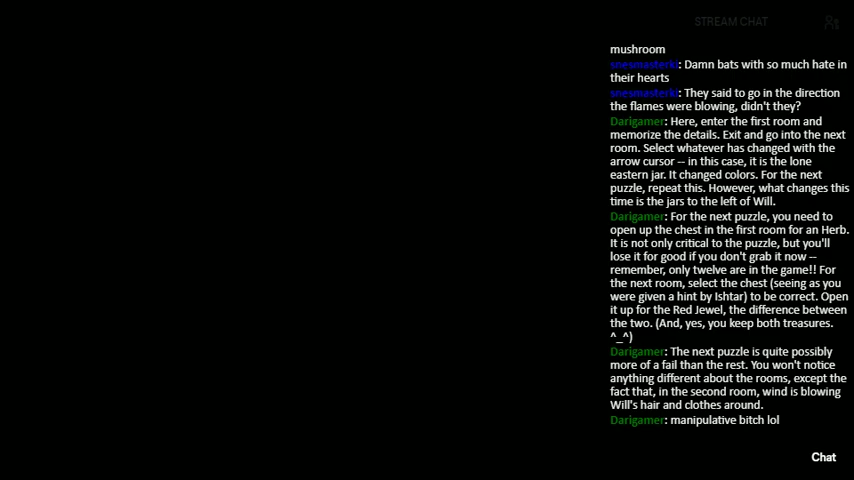 STREAM CHAT
mushroom
snesmasterki: Damn bats with so much hate in
their hearts
snesmasterki: They said to go in the direction
the flames were blowing, didn't they?
Darigamer: Here, enter the first room and
memorize the details. Exit and go into the next
room. Select whatever has changed with the
arrow cursor -- in this case, it is the lone
eastern jar. It changed colors. For the next
puzzle, repeat this. However, what changes this
time is the jars to the left of Will.
Darigamer: For the next puzzle, you need to
open up the chest in the first room for an Herb.
It is not only critical to the puzzle, but you'll
lose it for good if you don't grab it now --
remember, only twelve are in the game!! For
the next room, select the chest (seeing as you
were given a hint by Ishtar) to be correct. Open
it up for the Red Jewel, the difference between
the two. (And, yes, you keep both treasures.
^_^)
Darigamer: The next puzzle is quite possibly
more of a fail than the rest. You won't notice
anything different about the rooms, except the
fact that, in the second room, wind is blowing
Will's hair and clothes around.
Darigamer: manipulative bitch lol
Chat